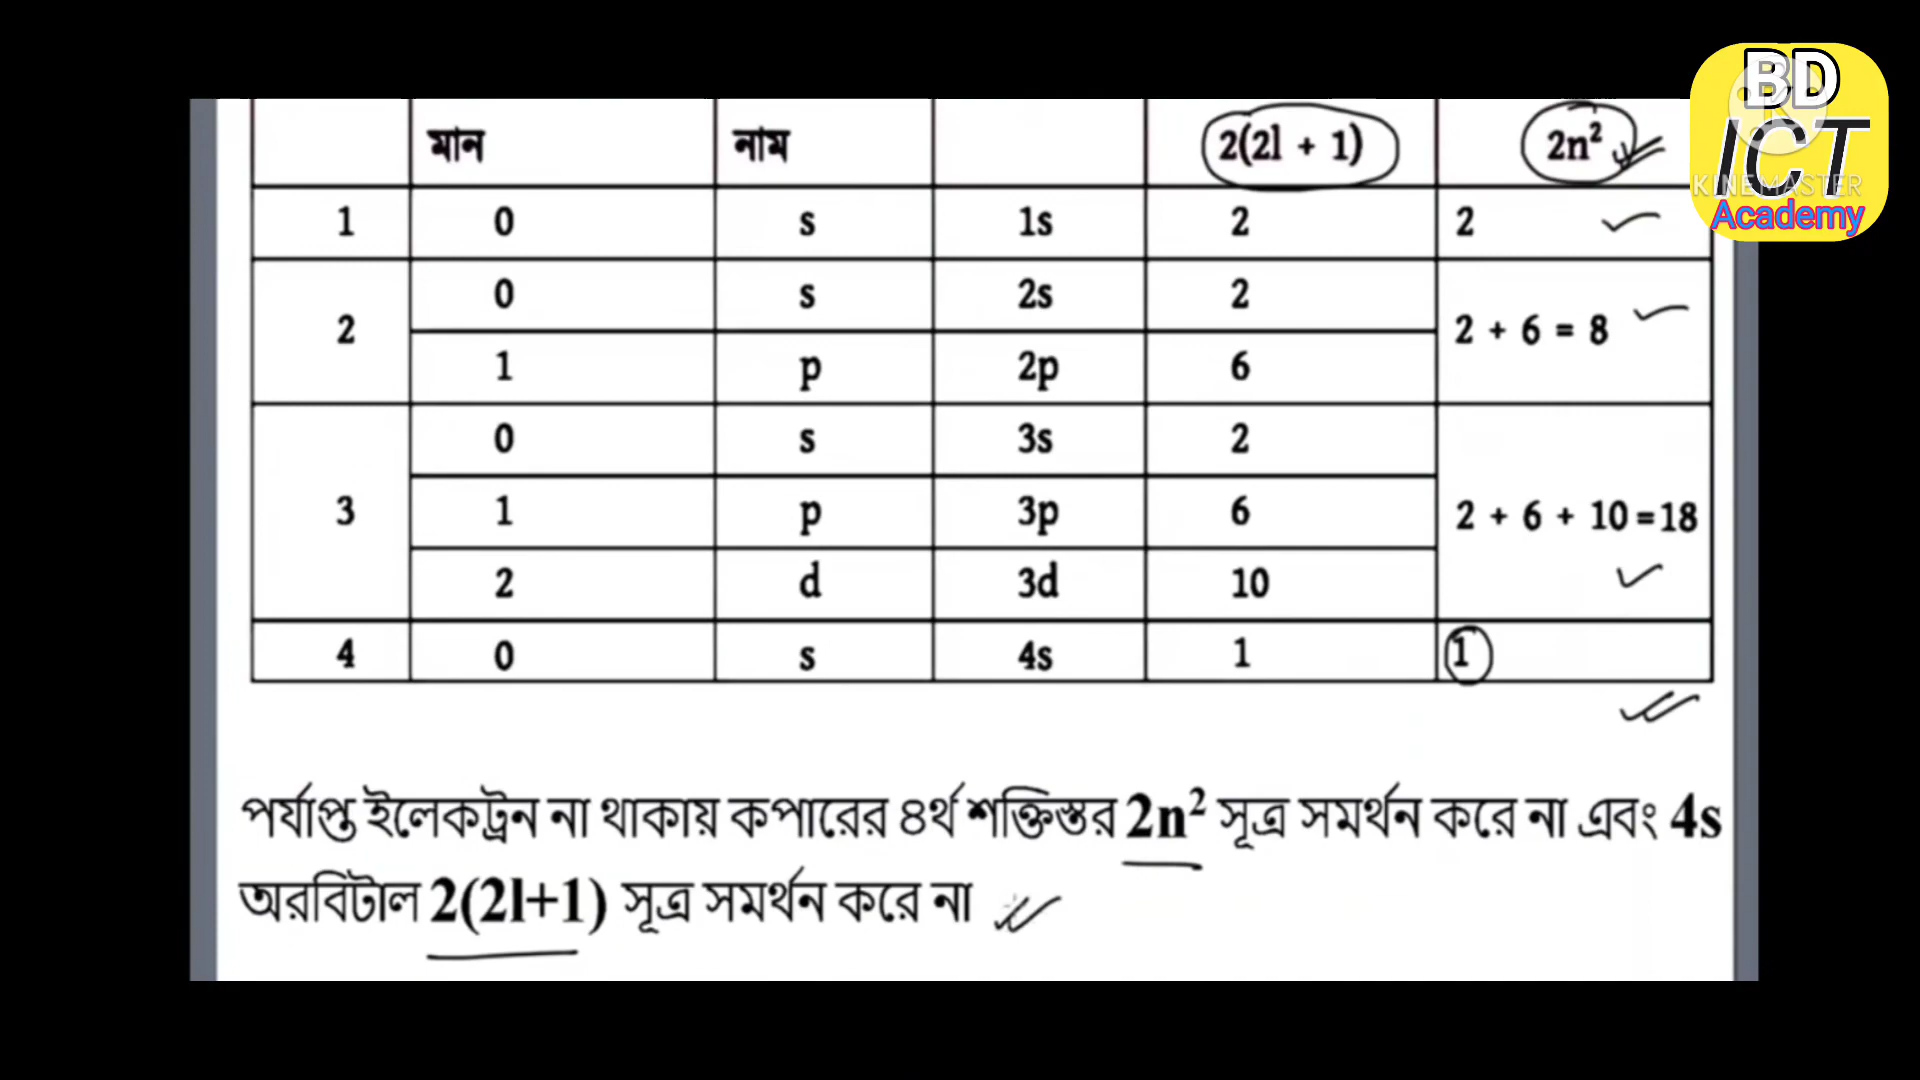 BD
ICT
KINEMASTER
Academy
মান নাম 2(2l + 1) 2n²
1 0 s 1s 2 2
2 0 s 2s 2 2 + 6 = 8
1 p 2p 6
3 0 s 3s 2 2 + 6 + 10 =18
1 p 3p 6
2 d 3d 10
4 0 s 4s 1 1
পর্যাপ্ত ইলেকট্রন না থাকায় কপারের ৪র্থ শক্তিস্তর 2n² সূত্র সমর্থন করে না এবং 4s
অরবিটাল 2(2l+1) সূত্র সমর্থন করে না